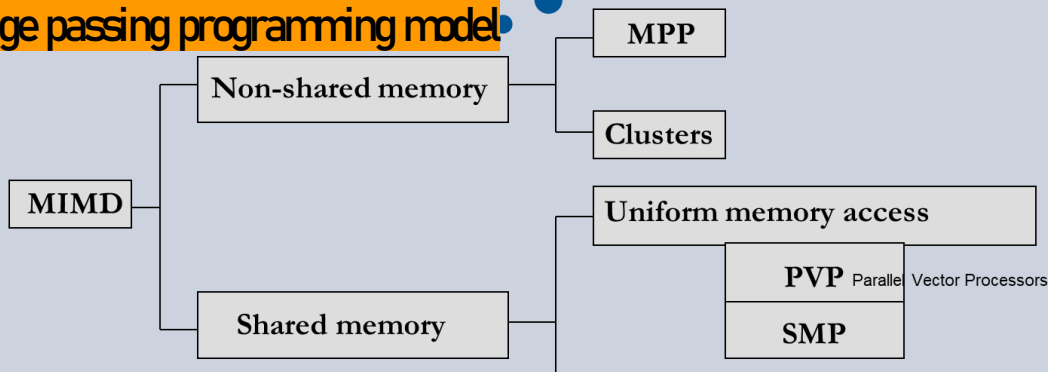 ge passing programming model
MPP
Non-shared memory
Clusters
MIMD
Uniform memory access
PVP Parallel Vector Processors
Shared memory
SMP